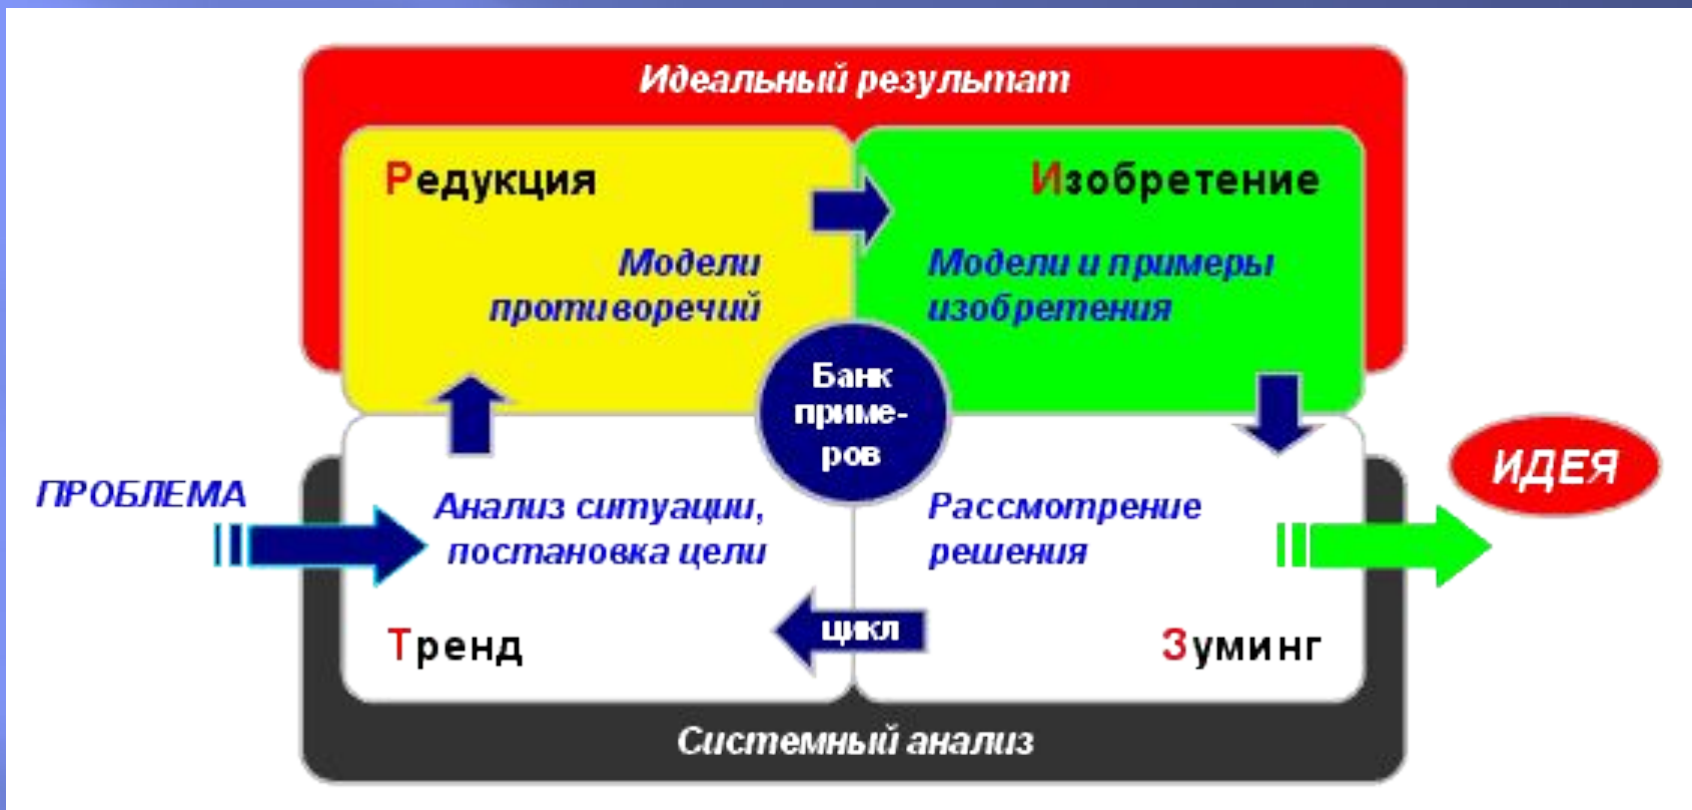 Идеальный результат
Редукция
Изобретение
Модели
противоречий
Модели и примеры
изобретения
Банк
приме-
ров
ПРОБЛЕМА
Анализ ситуации,
постановка цели
Рассмотрение
решения
ИДЕЯ
Тренд
цикл
Зуминг
Системный анализ